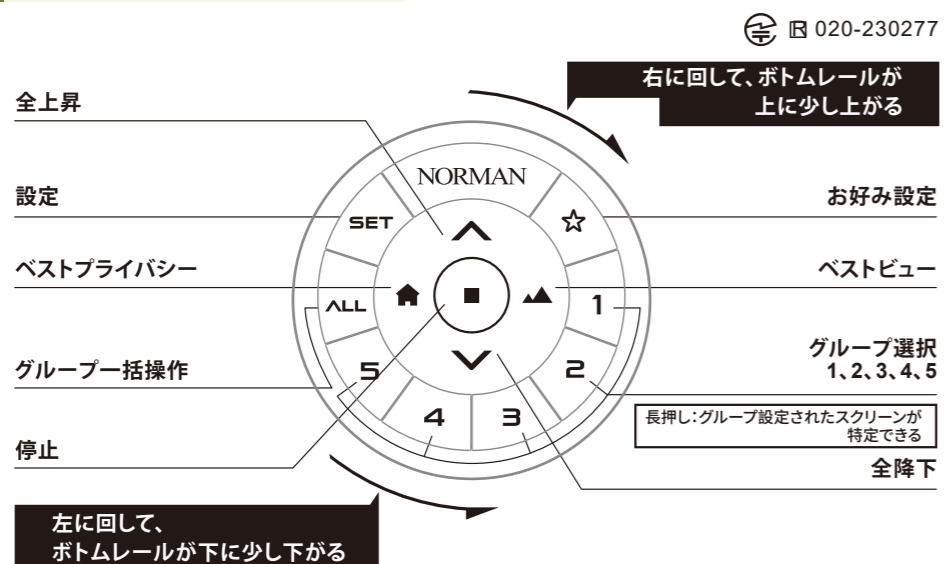 R 020-230277
右に回して、ボトムレールが
上に少し上がる
全上昇
NORMAN
設定
SET
お好み設定
ベストプライバシー
ベストビュー
ALL
1
グループ選択
1、2、3、4、5
グループ一括操作
5
2
4
3
長押し:グループ設定されたスクリーンが
特定できる
停止
全降下
左に回して、
ボトムレールが下に少し下がる